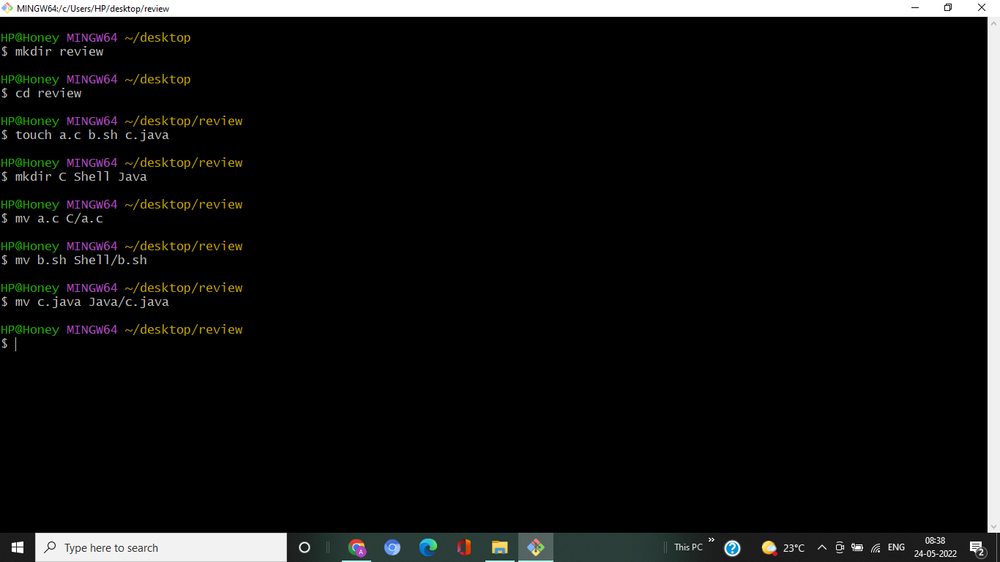 MINGW64:/c/Users/HP/desktop/review
HP@Honey MINGW64 ~/desktop
$ mkdir review
HP@Honey MINGW64 ~/desktop
$ cd review
HP@Honey MINGW64 ~/desktop/review
$ touch a.c b.sh c.java
HP@Honey MINGW64 ~/desktop/review
$ mkdir C Shell Java
HP@Honey MINGW64 ~/desktop/review
$ mv a.c C/a.c
HP@Honey MINGW64 ~/desktop/review
$ mv b.sh Shell/b.sh
HP@Honey MINGW64 ~/desktop/review
$ mv c.java Java/c.java
HP@Honey MINGW64 ~/desktop/review
$
Type here to search
A
This PC
»
?
23°C
ENG
08:38
24-05-2022
2